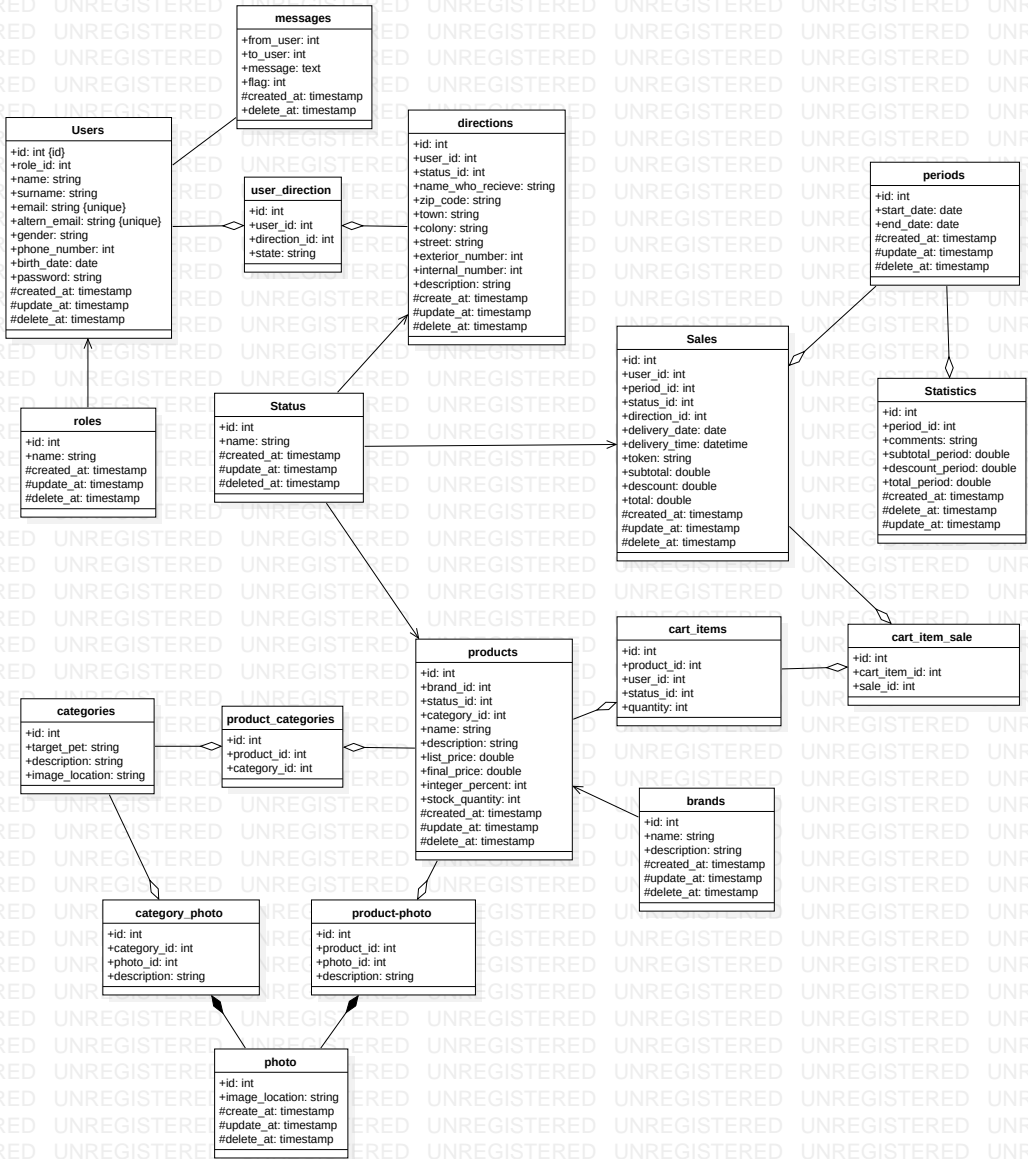 messages
+from_user: int
+to_user: int
+message: text
+flag: int
#created_at: timestamp
+delete_at: timestamp
Users
+id: int {id}
+role_id: int
+name: string
+surname: string
+email: string {unique}
+altern_email: string {unique}
+gender: string
+phone_number: int
+birth_date: date
+password: string
#created_at: timestamp
#update_at: timestamp
#delete_at: timestamp
user_direction
+id: int
+user_id: int
+direction_id: int
+state: string
directions
+id: int
+user_id: int
+status_id: int
+name_who_recieve: string
+zip_code: string
+town: string
+colony: string
+street: string
+exterior_number: int
+internal_number: int
+description: string
#create_at: timestamp
#update_at: timestamp
#delete_at: timestamp
periods
+id: int
+start_date: date
+end_date: date
#created_at: timestamp
#update_at: timestamp
#delete_at: timestamp
Sales
+id: int
+user_id: int
+period_id: int
+status_id: int
+direction_id: int
+delivery_date: date
+delivery_time: datetime
+token: string
+subtotal: double
+descount: double
+total: double
#created_at: timestamp
#update_at: timestamp
#delete_at: timestamp
Statistics
+id: int
+period_id: int
+comments: string
+subtotal_period: double
+descount_period: double
+total_period: double
#created_at: timestamp
#delete_at: timestamp
#update_at: timestamp
roles
+id: int
+name: string
#created_at: timestamp
#update_at: timestamp
#delete_at: timestamp
Status
+id: int
+name: string
#created_at: timestamp
#update_at: timestamp
#deleted_at: timestamp
products
+id: int
+brand_id: int
+status_id: int
+category_id: int
+name: string
+description: string
+list_price: double
+final_price: double
+integer_percent: int
+stock_quantity: int
#created_at: timestamp
#update_at: timestamp
#delete_at: timestamp
cart_items
+id: int
+product_id: int
+user_id: int
+status_id: int
+quantity: int
cart_item_sale
+id: int
+cart_item_id: int
+sale_id: int
categories
+id: int
+target_pet: string
+description: string
+image_location: string
product_categories
+id: int
+product_id: int
+category_id: int
brands
+id: int
+name: string
+description: string
#created_at: timestamp
#update_at: timestamp
#delete_at: timestamp
category_photo
+id: int
+category_id: int
+photo_id: int
+description: string
product-photo
+id: int
+product_id: int
+photo_id: int
+description: string
photo
+id: int
+image_location: string
#create_at: timestamp
#update_at: timestamp
#delete_at: timestamp
UNREGISTERED